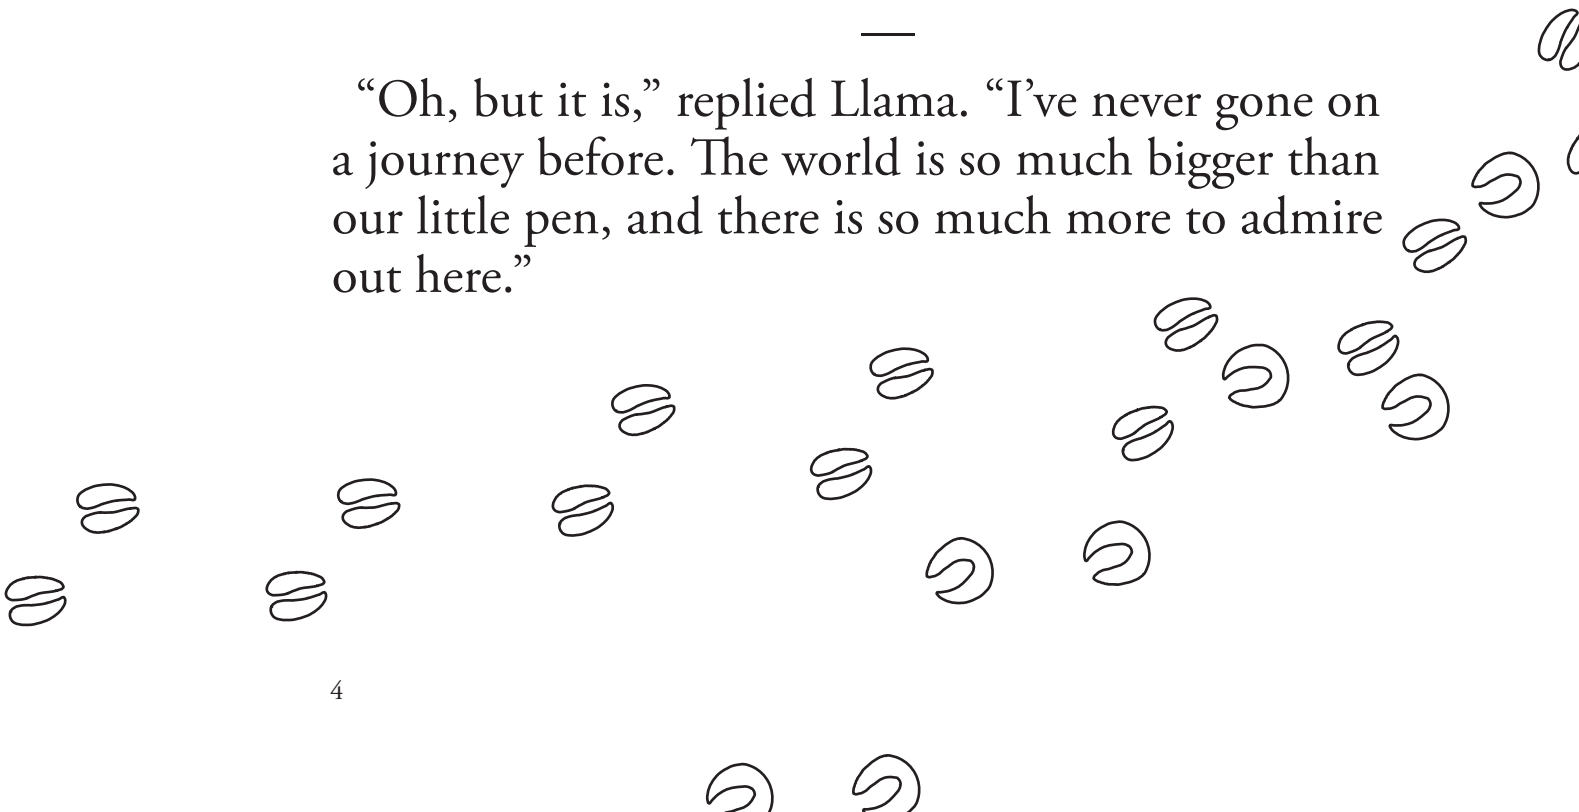 “Oh, but it is,” replied Llama. “I’ve never gone on
a journey before. The world is so much bigger than
our little pen, and there is so much more to admire
out here.”
4